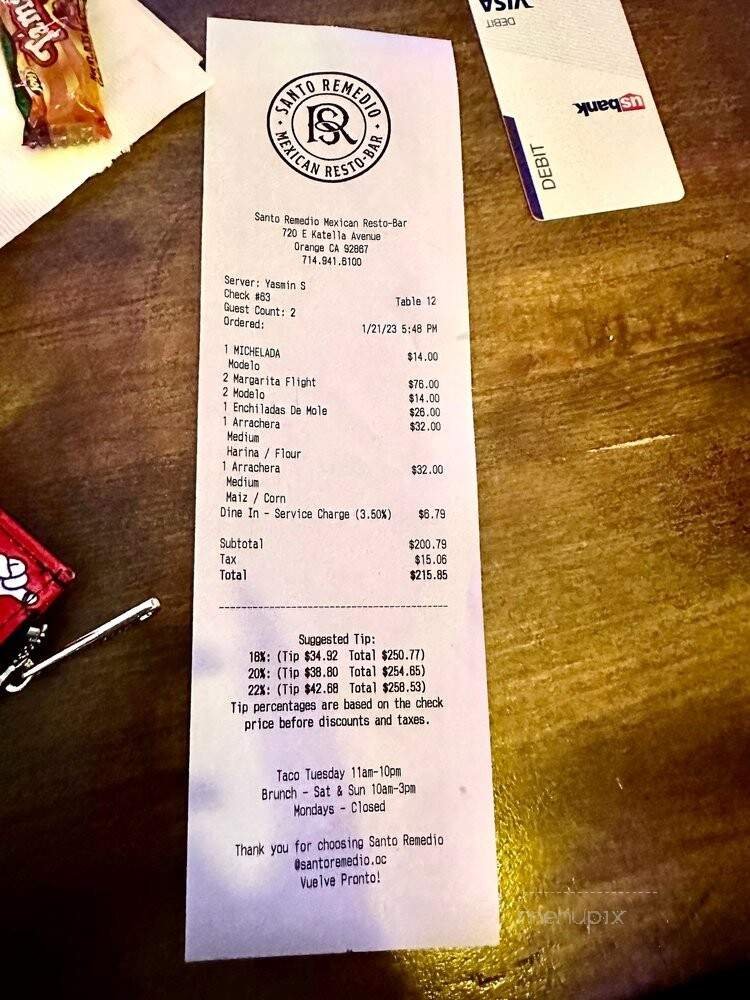 SANTO REMEDIO
SR
MEXICAN RESTO-BAR
Santo Remedio Mexican Resto-Bar
720 E Katella Avenue
Orange CA 92867
714.941.6100
Server: Yasmin S
Check #63 Table 12
Guest Count: 2
Ordered: 1/21/23 5:48 PM
1 MICHELADA $14.00
Modelo
2 Margarita Flight $76.00
2 Modelo $14.00
1 Enchiladas De Mole $26.00
1 Arrachera $32.00
Medium
Harina / Flour
1 Arrachera $32.00
Medium
Maiz / Corn
Dine In - Service Charge (3.50%) $6.79
Subtotal $200.79
Tax $15.06
Total $215.85
Suggested Tip:
18%: (Tip $34.92 Total $250.77)
20%: (Tip $38.80 Total $254.65)
22%: (Tip $42.68 Total $258.53)
Tip percentages are based on the check
price before discounts and taxes.
Taco Tuesday 11am-10pm
Brunch - Sat & Sun 10am-3pm
Mondays - Closed
Thank you for choosing Santo Remedio
@santoremedio.oc
Vuelve Pronto!
VISA
DEBIT
usbank
DEBIT
menupix